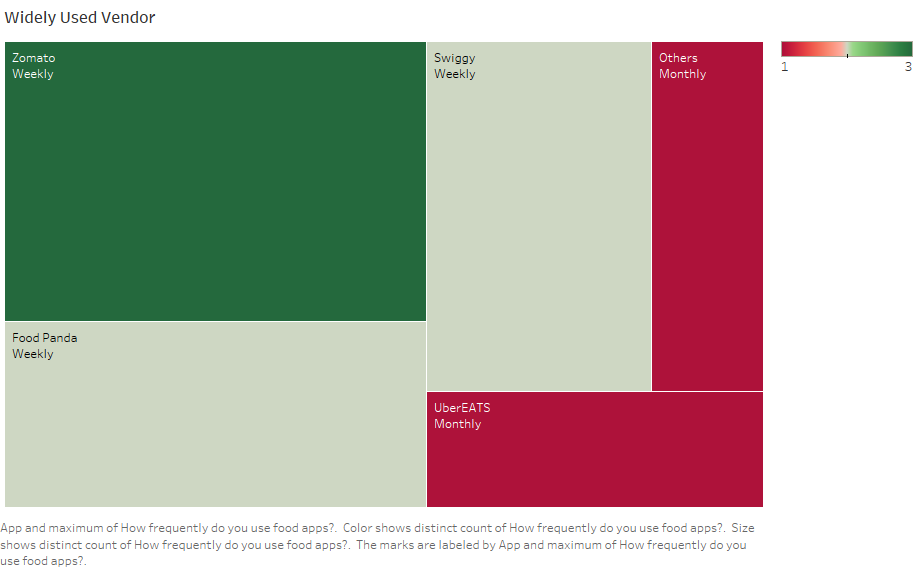 Widely Used Vendor
Zomato
Weekly
Swiggy
Weekly
Others
Monthly
1
3
Food Panda
Weekly
UberEATS
Monthly
App and maximum of How frequently do you use food apps?. Color shows distinct count of How frequently do you use food apps?. Size
shows distinct count of How frequently do you use food apps?. The marks are labeled by App and maximum of How frequently do you
use food apps?.